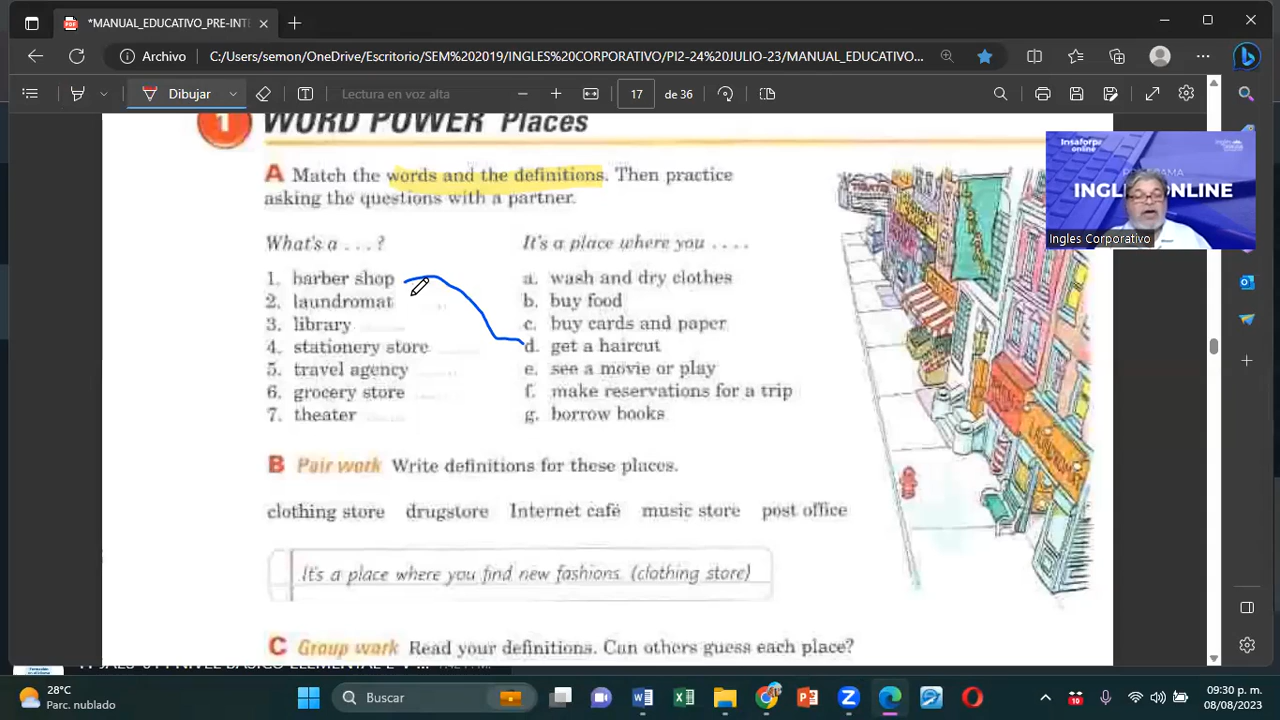 *MANUAL_EDUCATIVO_PRE-INTE
Archivo
C:/Users/semon/OneDrive/Escritorio/SEM%202019/INGLES%20CORPORATIVO/PI2-24%20JULIO-23/MANUAL_EDUCATIVO_...
Dibujar
Lectura en voz alta
17
de 36
1 WORD POWER Places
A Match the words and the definitions. Then practice
asking the questions with a partner.
What's a . . . ?
It's a place where you . . . .
1. barber shop
2. laundromat
3. library
4. stationery store
5. travel agency
6. grocery store
7. theater
a. wash and dry clothes
b. buy food
c. buy cards and paper
d. get a haircut
e. see a movie or play
f. make reservations for a trip
g. borrow books
B Pair work Write definitions for these places.
clothing store drugstore Internet café music store post office
It's a place where you find new fashions. (clothing store)
C Group work Read your definitions. Can others guess each place?
Insaforp
online
INGLES ONLINE
Ingles Corporativo
28°C
Parc. nublado
Buscar
10
09:30 p. m.
08/08/2023